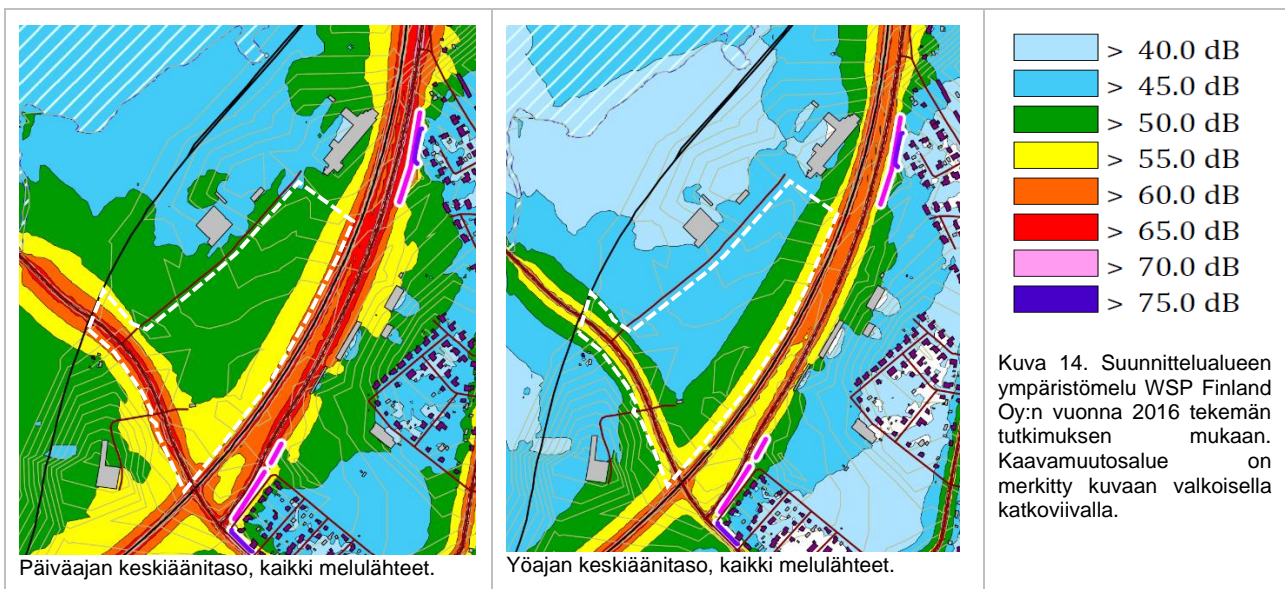 > 40.0 dB
> 45.0 dB
> 50.0 dB
> 55.0 dB
> 60.0 dB
> 65.0 dB
> 70.0 dB
> 75.0 dB
Kuva 14. Suunnittelualueen
ympäristömelu WSP Finland
Oy:n vuonna 2016 tekemän
tutkimuksen mukaan.
Kaavamuutosalue on
merkitty kuvaan valkoisella
katkoviivalla.
Päiväajan keskiäänitaso, kaikki melulähteet.
Yöajan keskiäänitaso, kaikki melulähteet.